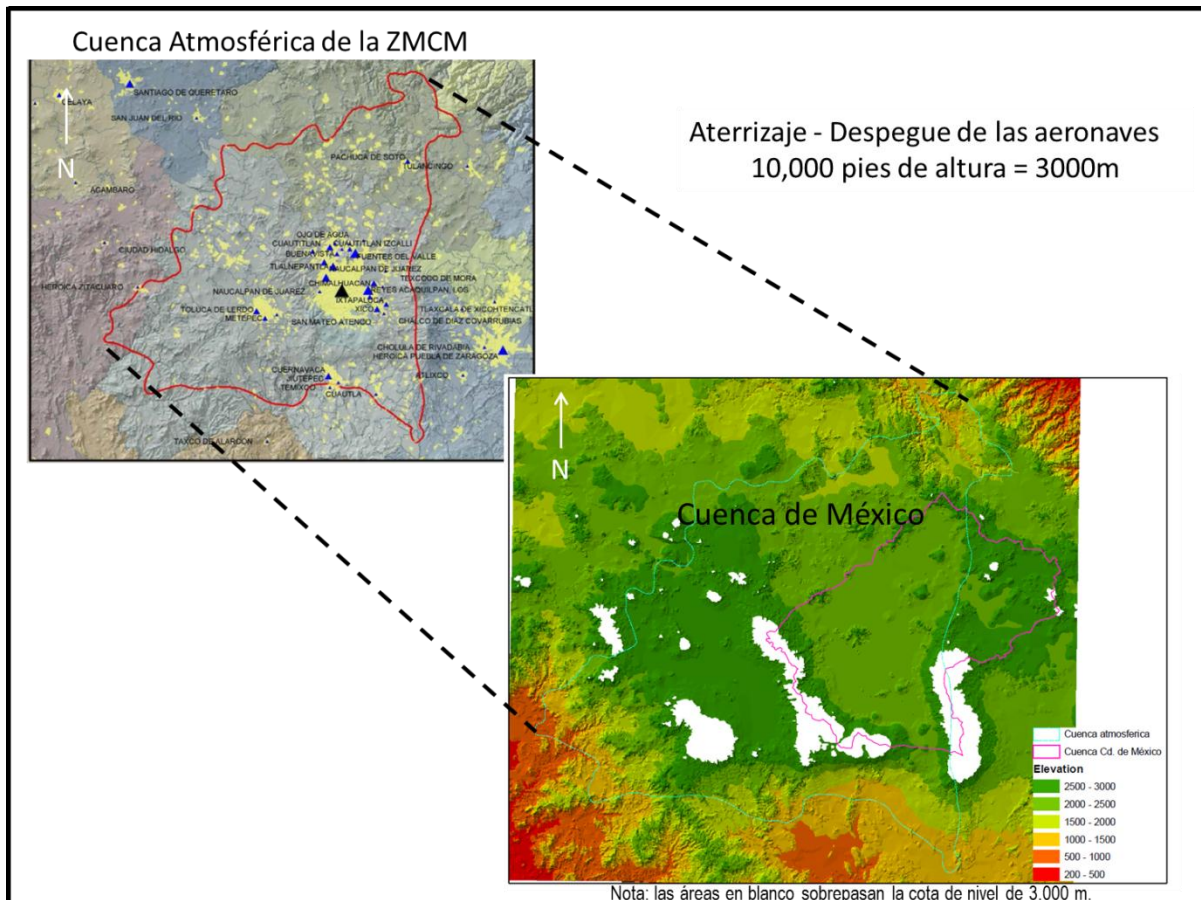 Cuenca Atmosférica de la ZMCM
Aterrizaje - Despegue de las aeronaves
10,000 pies de altura = 3000m
SANTIAGO DE QUERETARO
CELAYA
SAN JUAN DEL RIO
N
PACHUCA DE SOTO
TULANCINGO
ACAMBARO
OJO DE AGUA
CIUDAD HIDALGO
CUAUTITLAN
CUAUTITLAN IZCALLI
BUENAVISTA
FUENTES DEL VALLE
TLALNEPANTO
NAUCALPAN DE JUAREZ
TEXCOCO DE MORA
HEROICA ZITACUARO
CHIMALHUACAN
NAUCALPAN DE JUAREZ
REYES ACAQUILPAN, LOS
IXTAPALUCA
TOLUCA DE LERDO
XICO
TLAXCALA DE XICOHTENCATL
METEPEC
SAN MATEO ATENCO
CHALCO DE DIAZ COVARRUBIAS
CHOLULA DE RIVADABIA
HEROICA PUEBLA DE ZARAGOZA
CUERNAVACA
JIUTEPEC
ATLIXCO
TEMIXCO
CUAUTLA
TAXCO DE ALARCON
N
Cuenca de México
Cuenca atmosferica
Cuenca Cd. de México
Elevation
2500 - 3000
2000 - 2500
1500 - 2000
1000 - 1500
500 - 1000
200 - 500
Nota: las áreas en blanco sobrepasan la cota de nivel de 3,000 m.